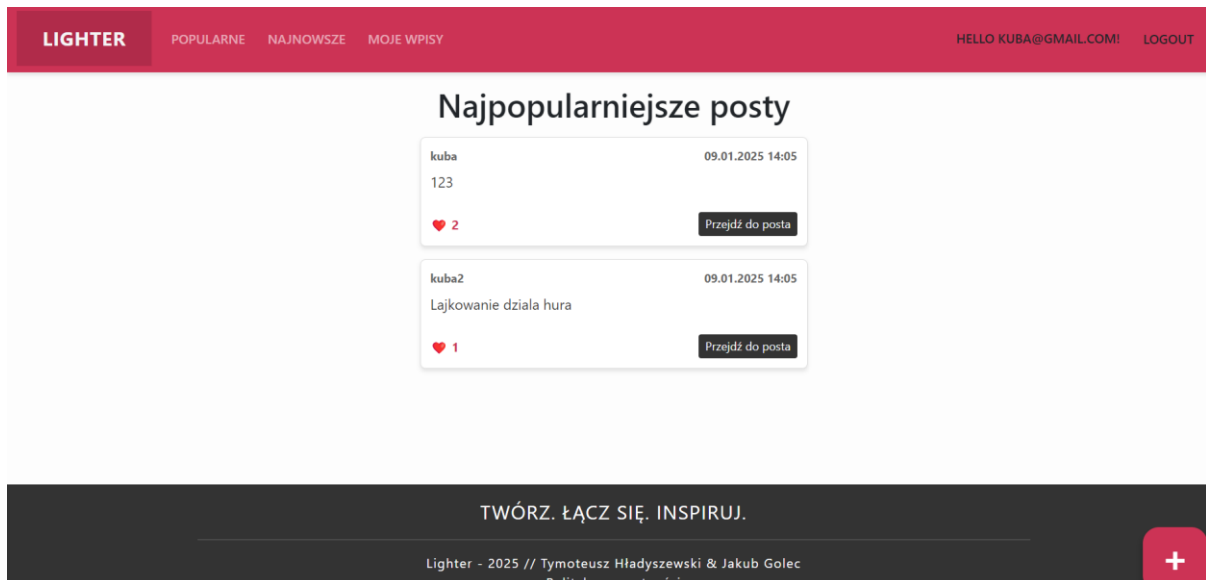 LIGHTER POPULARNE NAJNOWSZE MOJE WPISY HELLO KUBA@GMAIL.COM! LOGOUT
Najpopularniejsze posty
kuba 09.01.2025 14:05
123
2 Przejdź do posta
kuba2 09.01.2025 14:05
Lajkowanie dziala hura
1 Przejdź do posta
TWÓRZ. ŁĄCZ SIĘ. INSPIRUJ.
+
Lighter - 2025 // Tymoteusz Hładyszewski & Jakub Golec